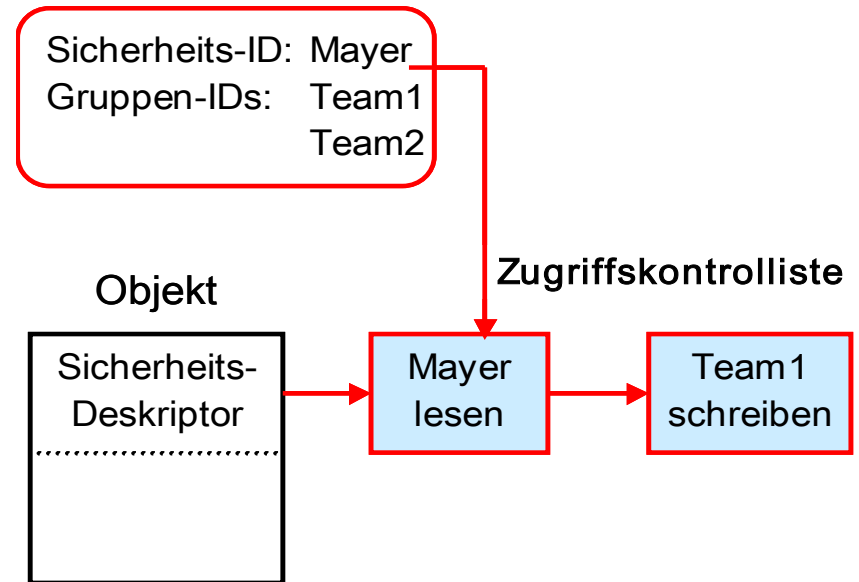 Sicherheits-ID: Mayer
Gruppen-IDs: Team1
Team2
Zugriffskontrolliste
Objekt
Sicherheits-
Deskriptor
Mayer
lesen
Team1
schreiben